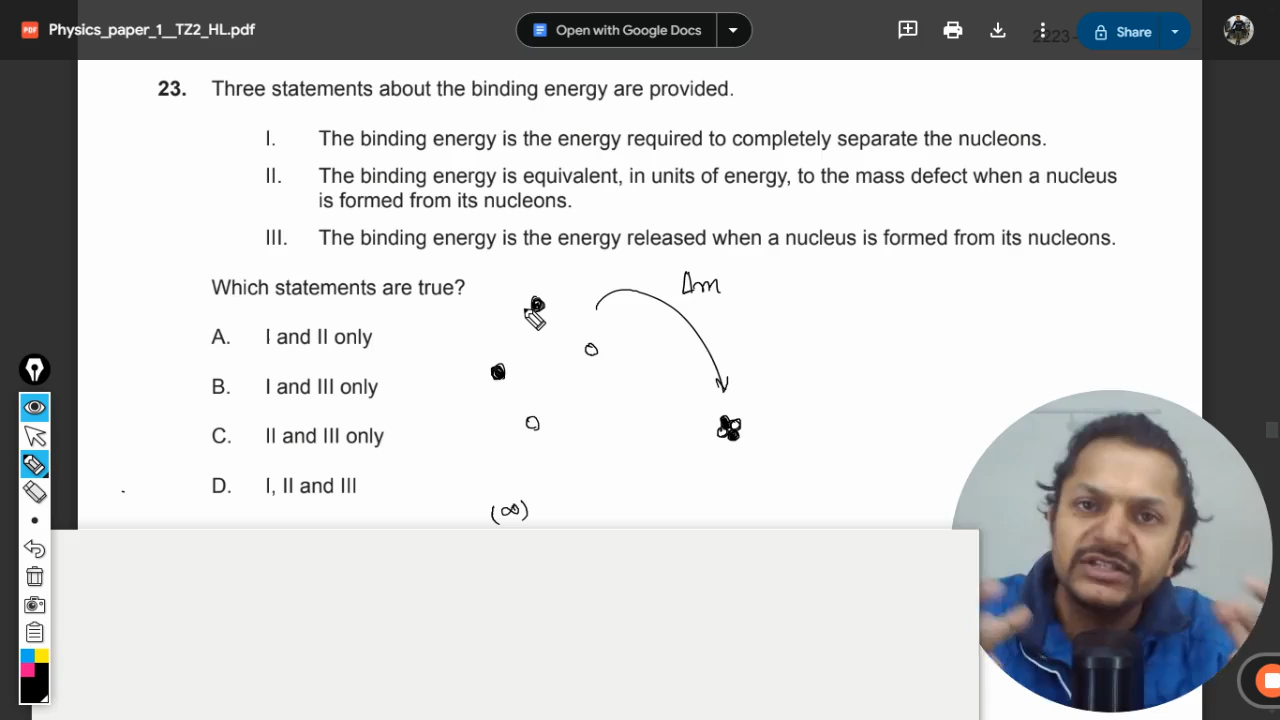 Physics_paper_1__TZ2_HL.pdf
Open with Google Docs
Share
23. Three statements about the binding energy are provided.
I. The binding energy is the energy required to completely separate the nucleons.
II. The binding energy is equivalent, in units of energy, to the mass defect when a nucleus
is formed from its nucleons.
III. The binding energy is the energy released when a nucleus is formed from its nucleons.
Which statements are true?
Δm
A. I and II only
B. I and III only
C. II and III only
D. I, II and III
(∞)